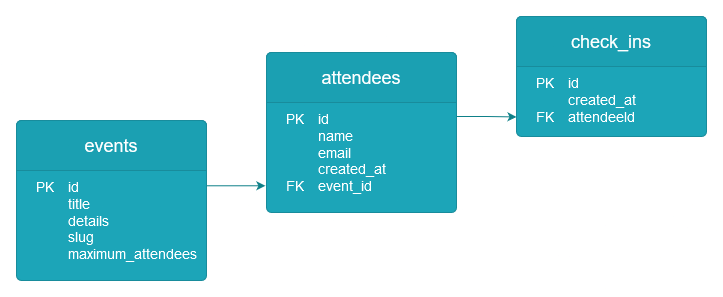 events
PK id
title
details
slug
maximum_attendees
attendees
PK id
name
email
created_at
FK event_id
check_ins
PK id
created_at
FK attendeeId